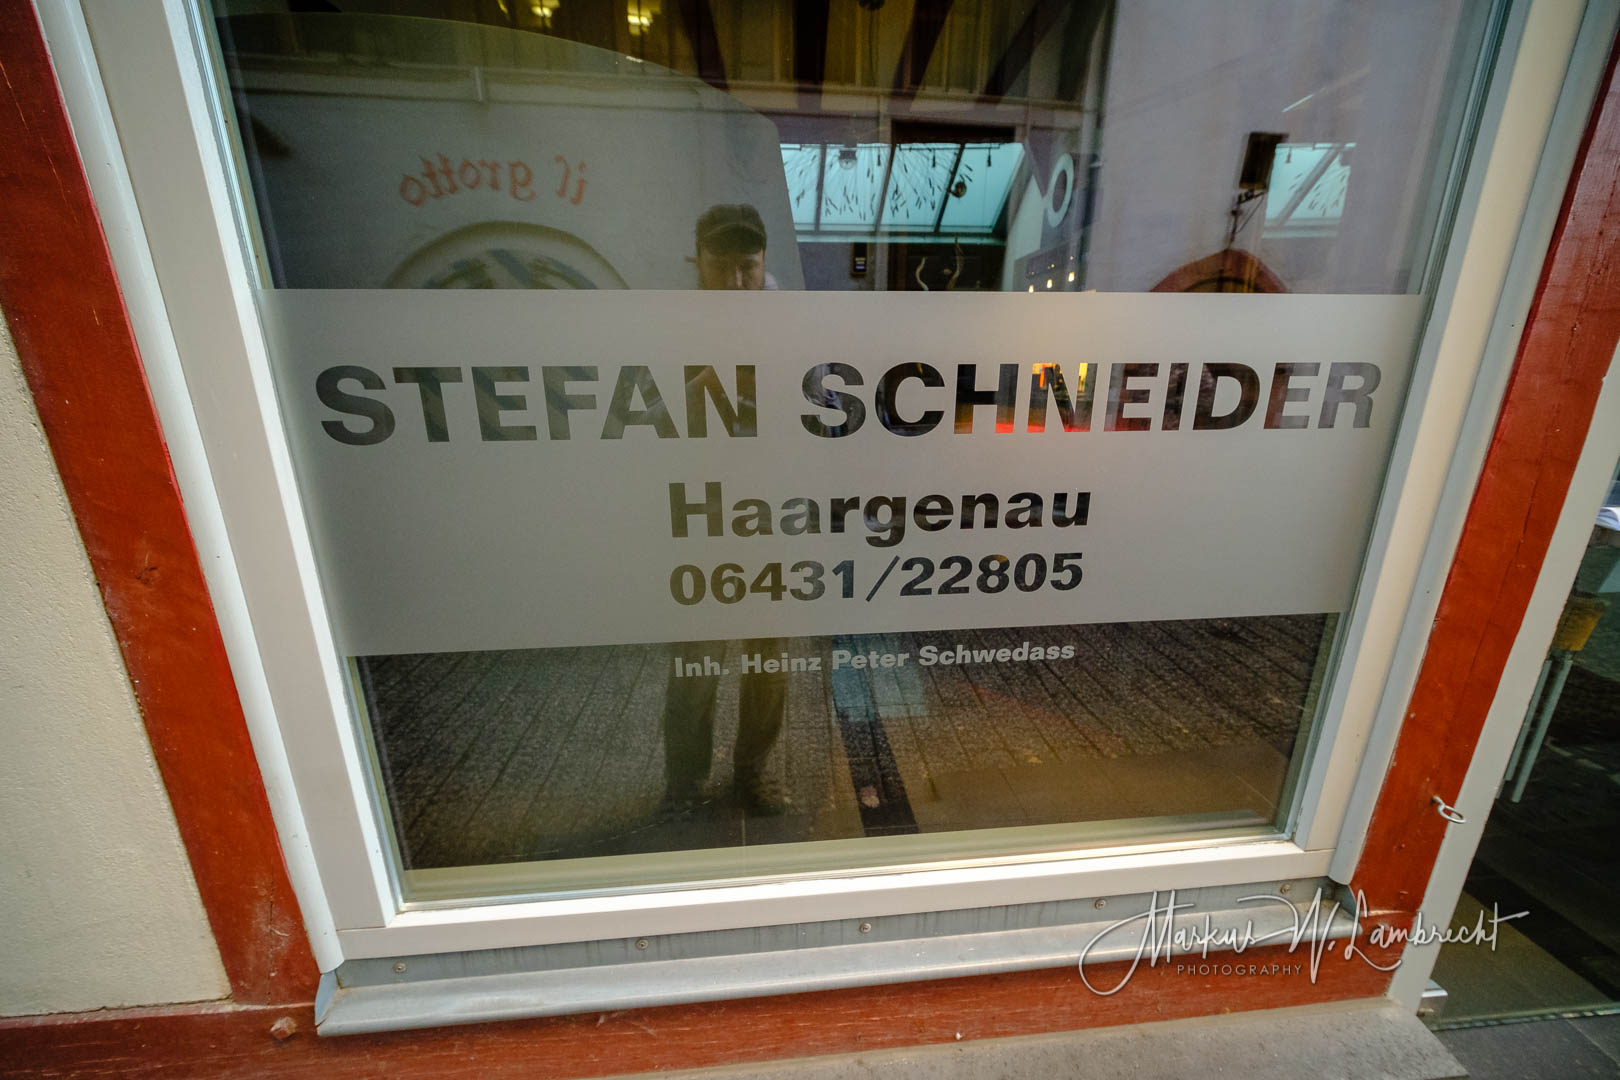 il grotto
STEFAN SCHNEIDER
Haargenau
06431/22805
Inh. Heinz Peter Schwedass
Markus W. Lambrecht
PHOTOGRAPHY